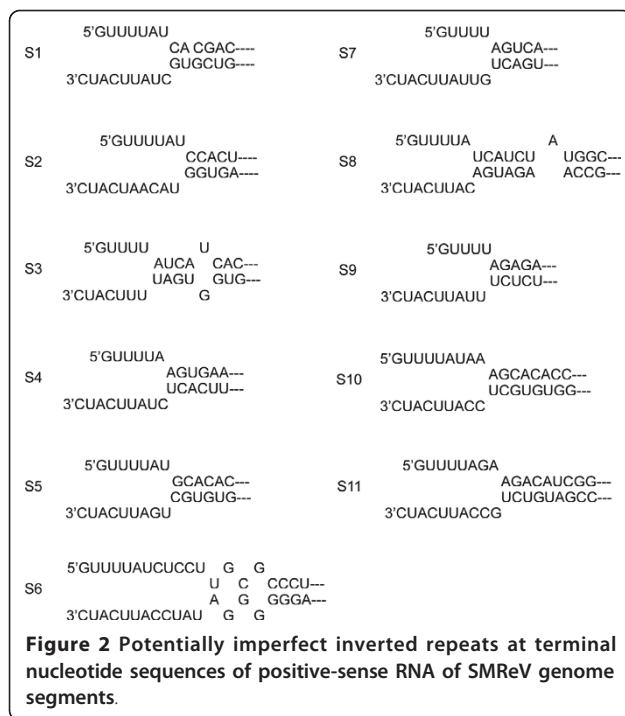 5'GUUUUAU
S1
CA CGAC----
GUGCUG----
3'CUACUUAUC
5'GUUUUAU
S2
CCACU----
GGUGA----
3'CUACUAACAU
5'GUUUU U
S3
AUCA CAC---
UAGU GUG---
3'CUACUUU G
5'GUUUUA
S4
AGUGAA---
UCACUU---
3'CUACUUAUC
5'GUUUUAU
S5
GCACAC---
CGUGUG---
3'CUACUUAGU
5'GUUUUAUCUCCU G G
S6
U C CCCU---
A G GGGA---
3'CUACUUACCUAU G G
5'GUUUU
S7
AGUCA---
UCAGU---
3'CUACUUAUUG
5'GUUUUA A
S8
UCAUCU UGGC---
AGUAGA ACCG---
3'CUACUUAC
5'GUUUU
S9
AGAGA---
UCUCU---
3'CUACUUAUU
5'GUUUUAUAA
S10
AGCACACC---
UCGUGUGG---
3'CUACUUACC
5'GUUUUAGA
S11
AGACAUCGG---
UCUGUAGCC---
3'CUACUUACCG
Figure 2 Potentially imperfect inverted repeats at terminal
nucleotide sequences of positive-sense RNA of SMReV genome
segments.